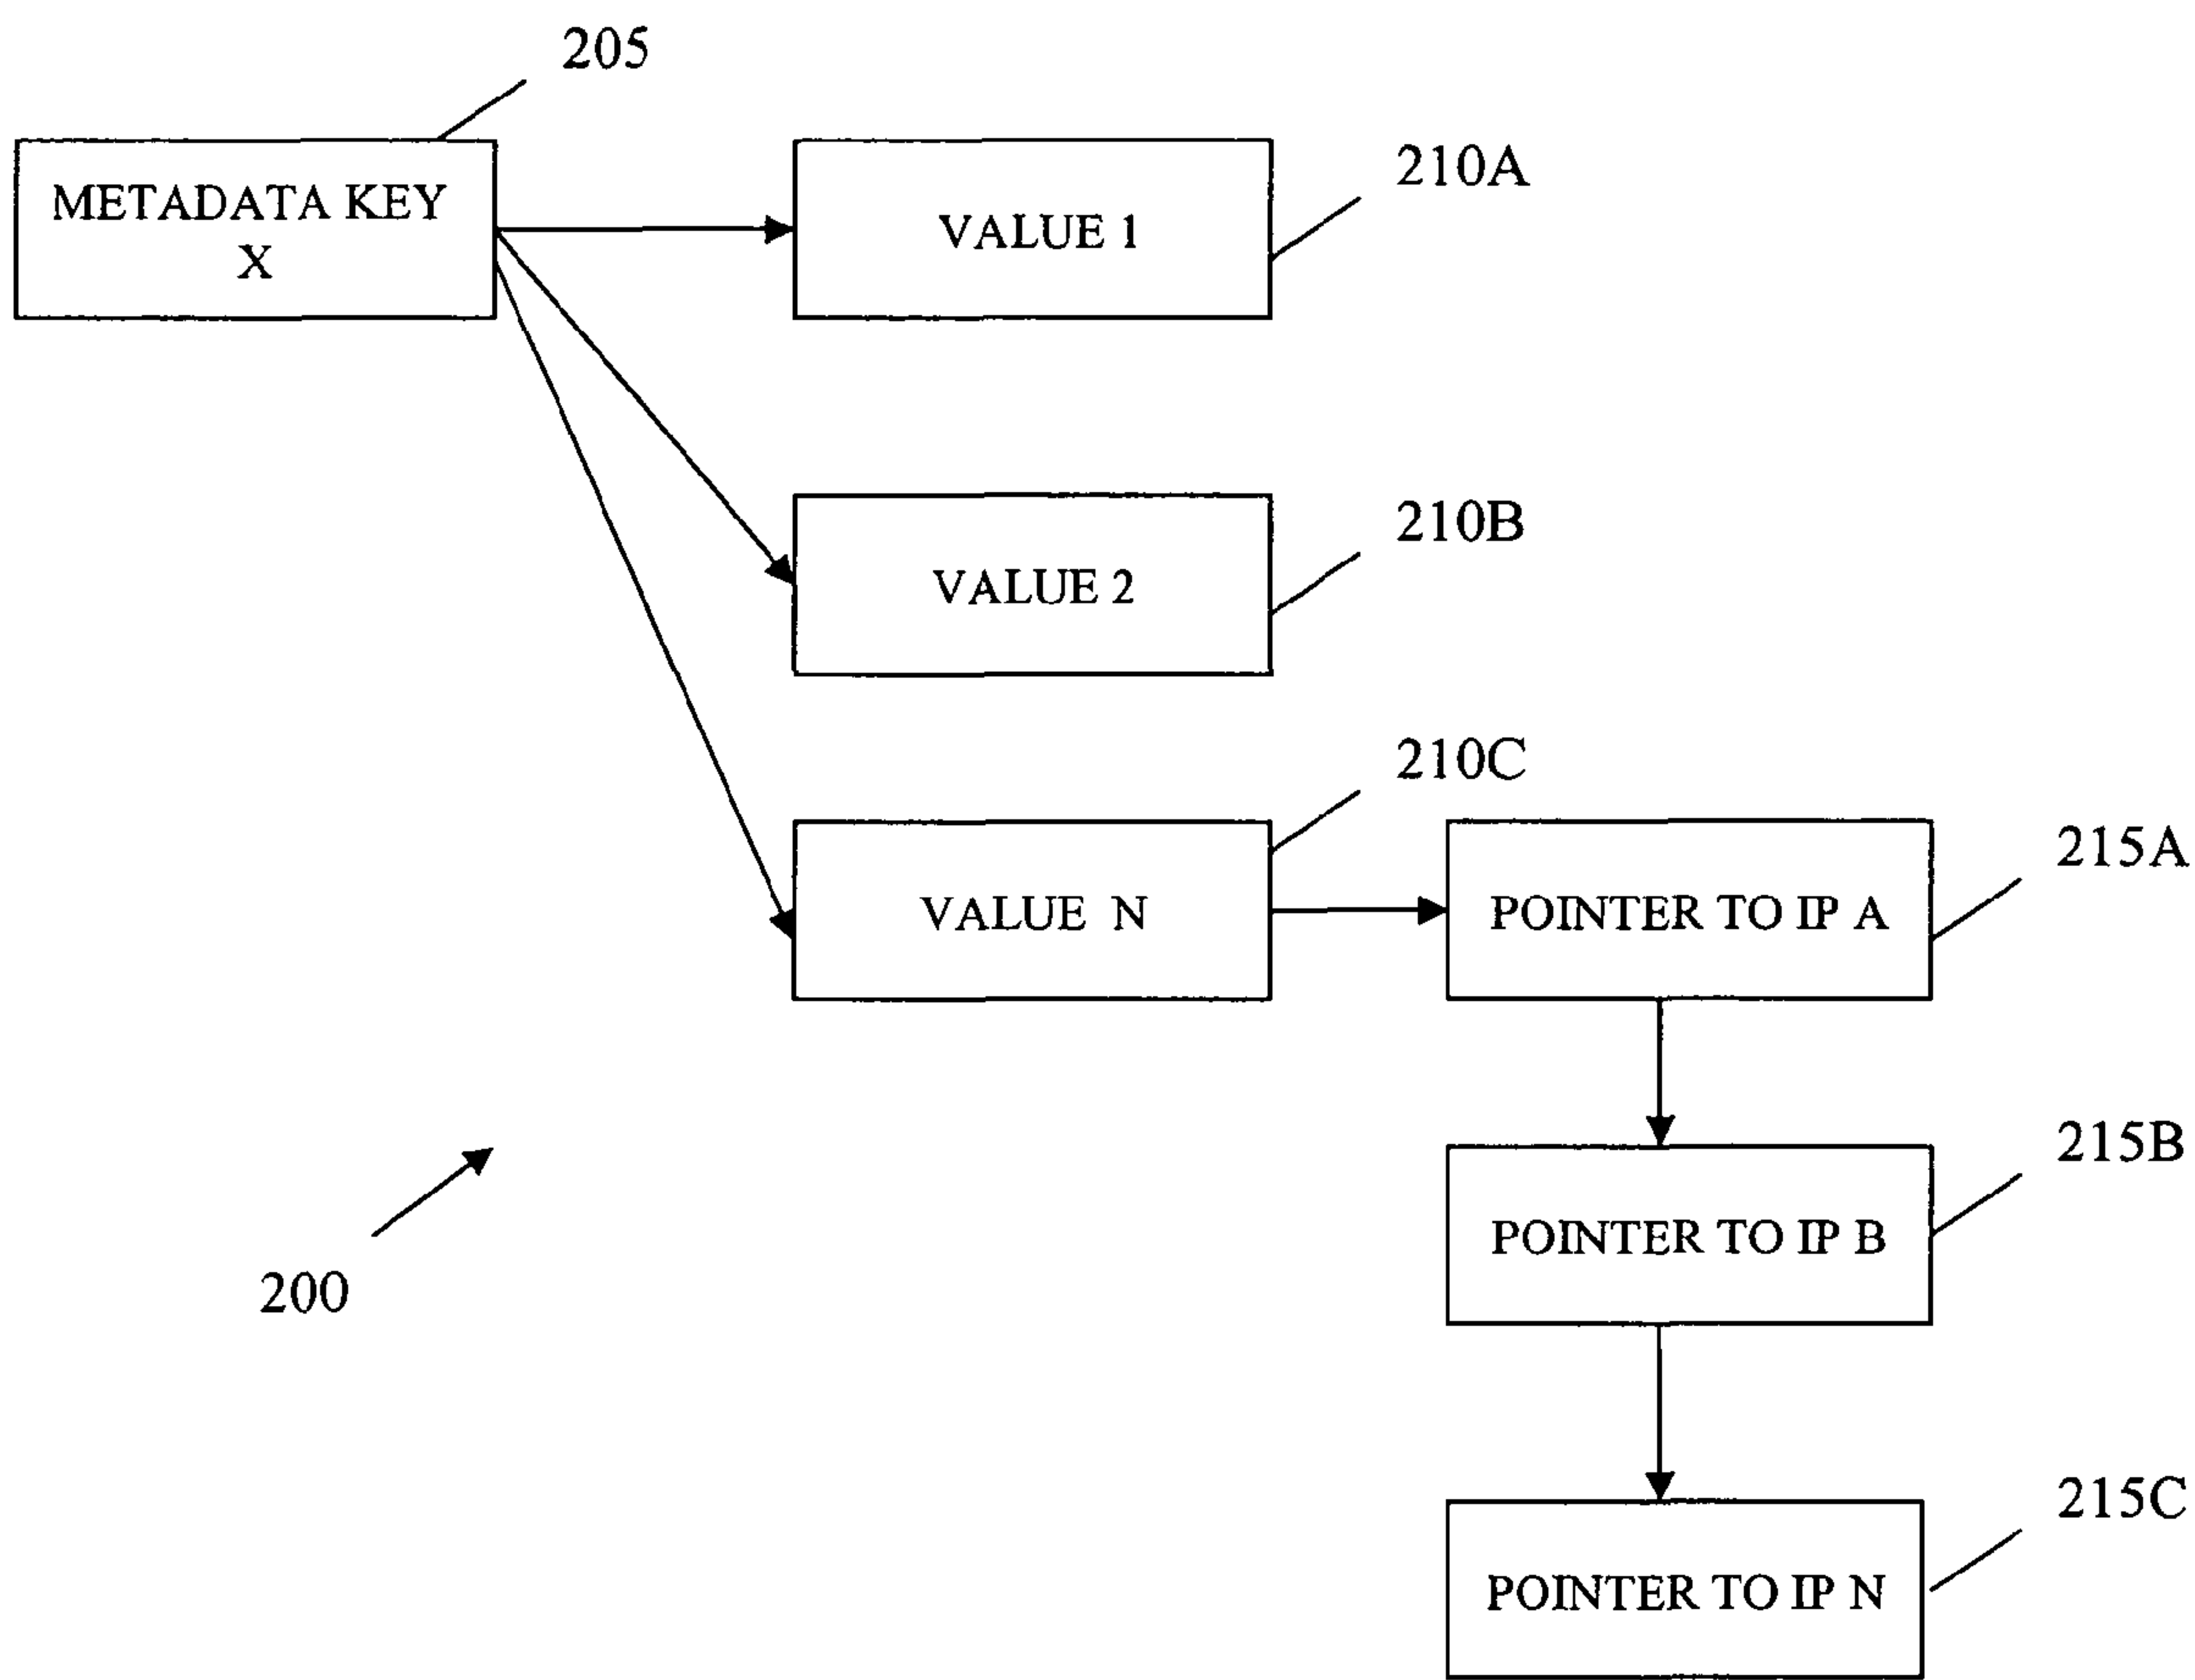 205
METADATA KEY
X
VALUE 1
210A
VALUE 2
210B
VALUE N
210C
POINTER TO IP A
215A
POINTER TO IP B
215B
200
POINTER TO IP N
215C